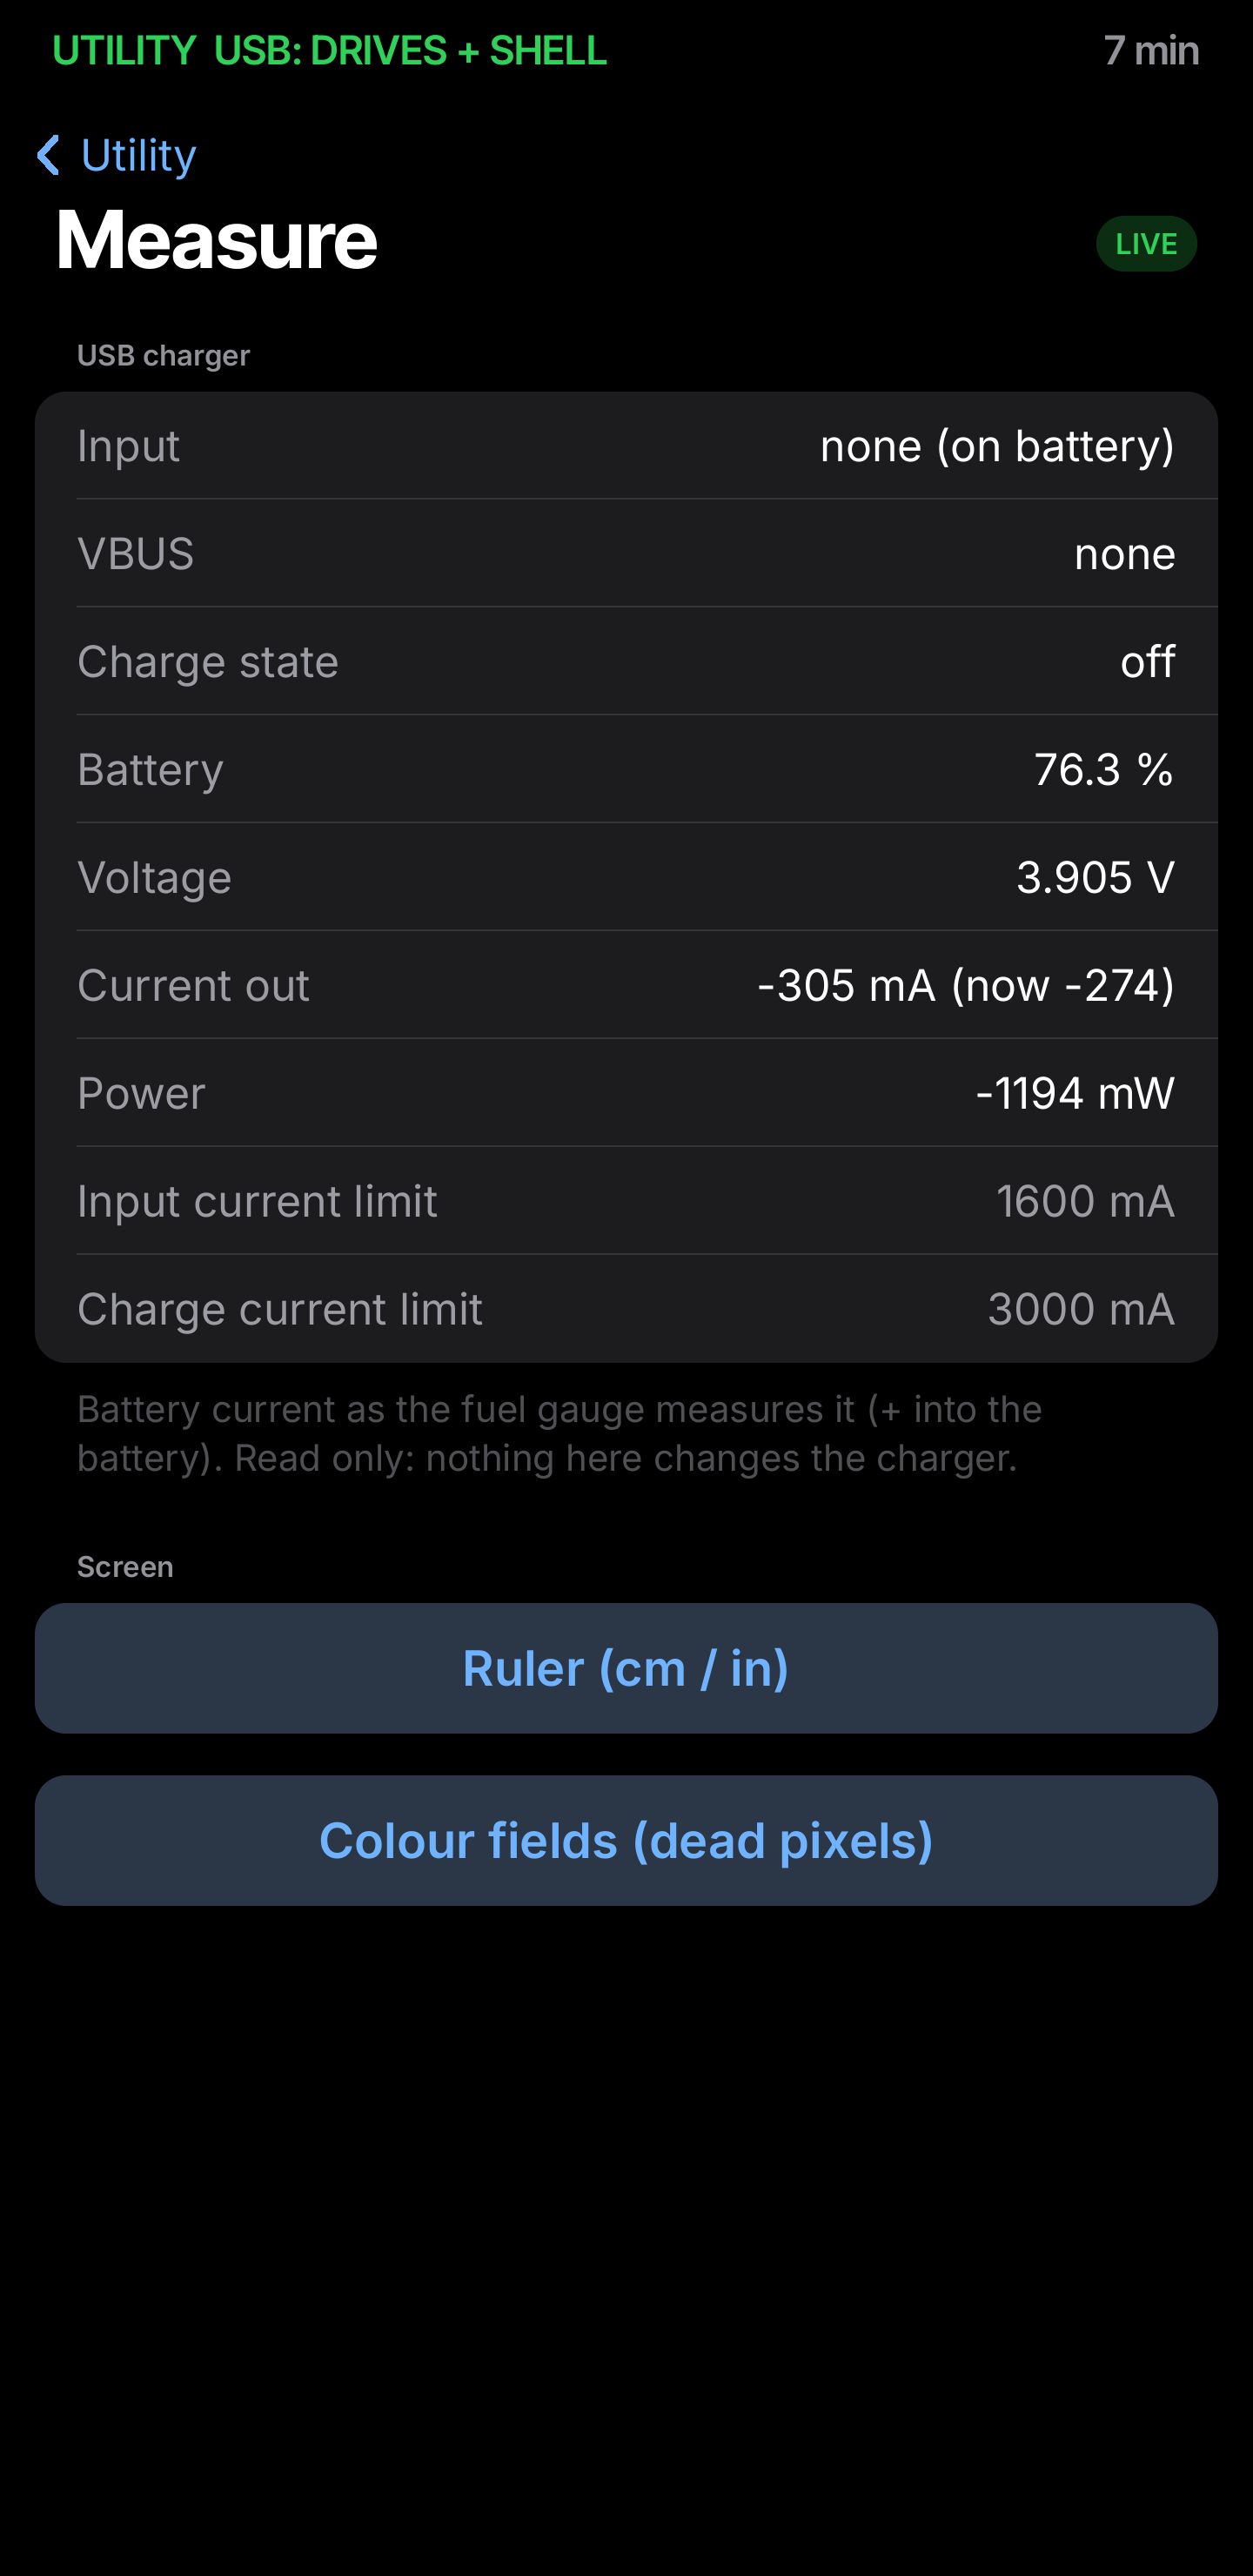 UTILITY USB: DRIVES + SHELL
7 min
Utility
Measure
LIVE
USB charger
Input none (on battery)
VBUS none
Charge state off
Battery 76.3 %
Voltage 3.905 V
Current out -305 mA (now -274)
Power -1194 mW
Input current limit 1600 mA
Charge current limit 3000 mA
Battery current as the fuel gauge measures it (+ into the
battery). Read only: nothing here changes the charger.
Screen
Ruler (cm / in)
Colour fields (dead pixels)